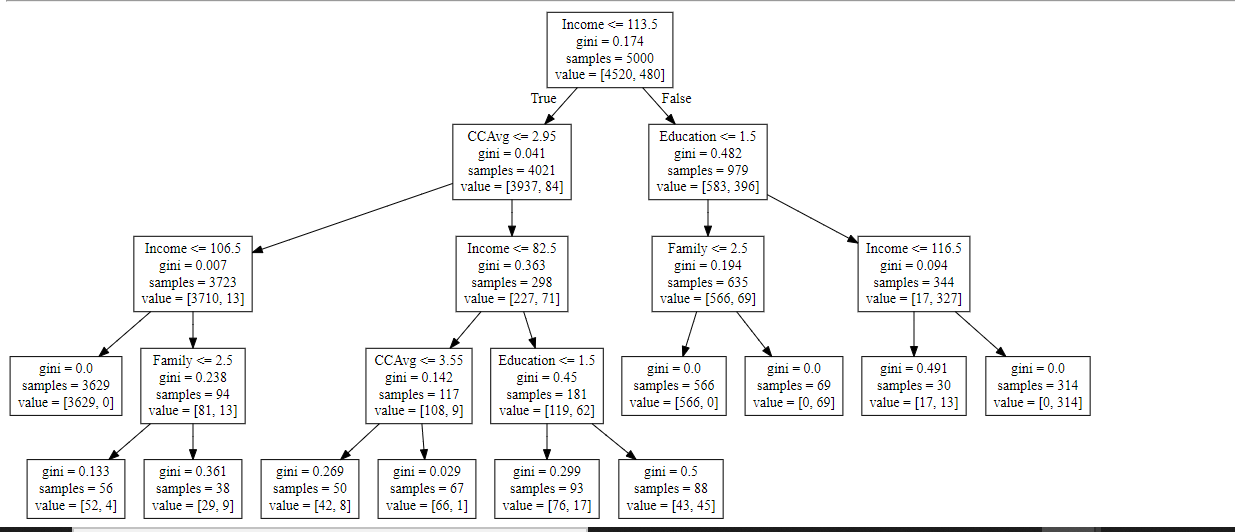 Income <= 113.5
gini = 0.174
samples = 5000
value = [4520, 480]
True
False
CCAvg <= 2.95
gini = 0.041
samples = 4021
value = [3937, 84]
Education <= 1.5
gini = 0.482
samples = 979
value = [583, 396]
Income <= 106.5
gini = 0.007
samples = 3723
value = [3710, 13]
Income <= 82.5
gini = 0.363
samples = 298
value = [227, 71]
Family <= 2.5
gini = 0.194
samples = 635
value = [566, 69]
Income <= 116.5
gini = 0.094
samples = 344
value = [17, 327]
gini = 0.0
samples = 3629
value = [3629, 0]
Family <= 2.5
gini = 0.238
samples = 94
value = [81, 13]
CCAvg <= 3.55
gini = 0.142
samples = 117
value = [108, 9]
Education <= 1.5
gini = 0.45
samples = 181
value = [119, 62]
gini = 0.0
samples = 566
value = [566, 0]
gini = 0.0
samples = 69
value = [0, 69]
gini = 0.491
samples = 30
value = [17, 13]
gini = 0.0
samples = 314
value = [0, 314]
gini = 0.133
samples = 56
value = [52, 4]
gini = 0.361
samples = 38
value = [29, 9]
gini = 0.269
samples = 50
value = [42, 8]
gini = 0.029
samples = 67
value = [66, 1]
gini = 0.299
samples = 93
value = [76, 17]
gini = 0.5
samples = 88
value = [43, 45]